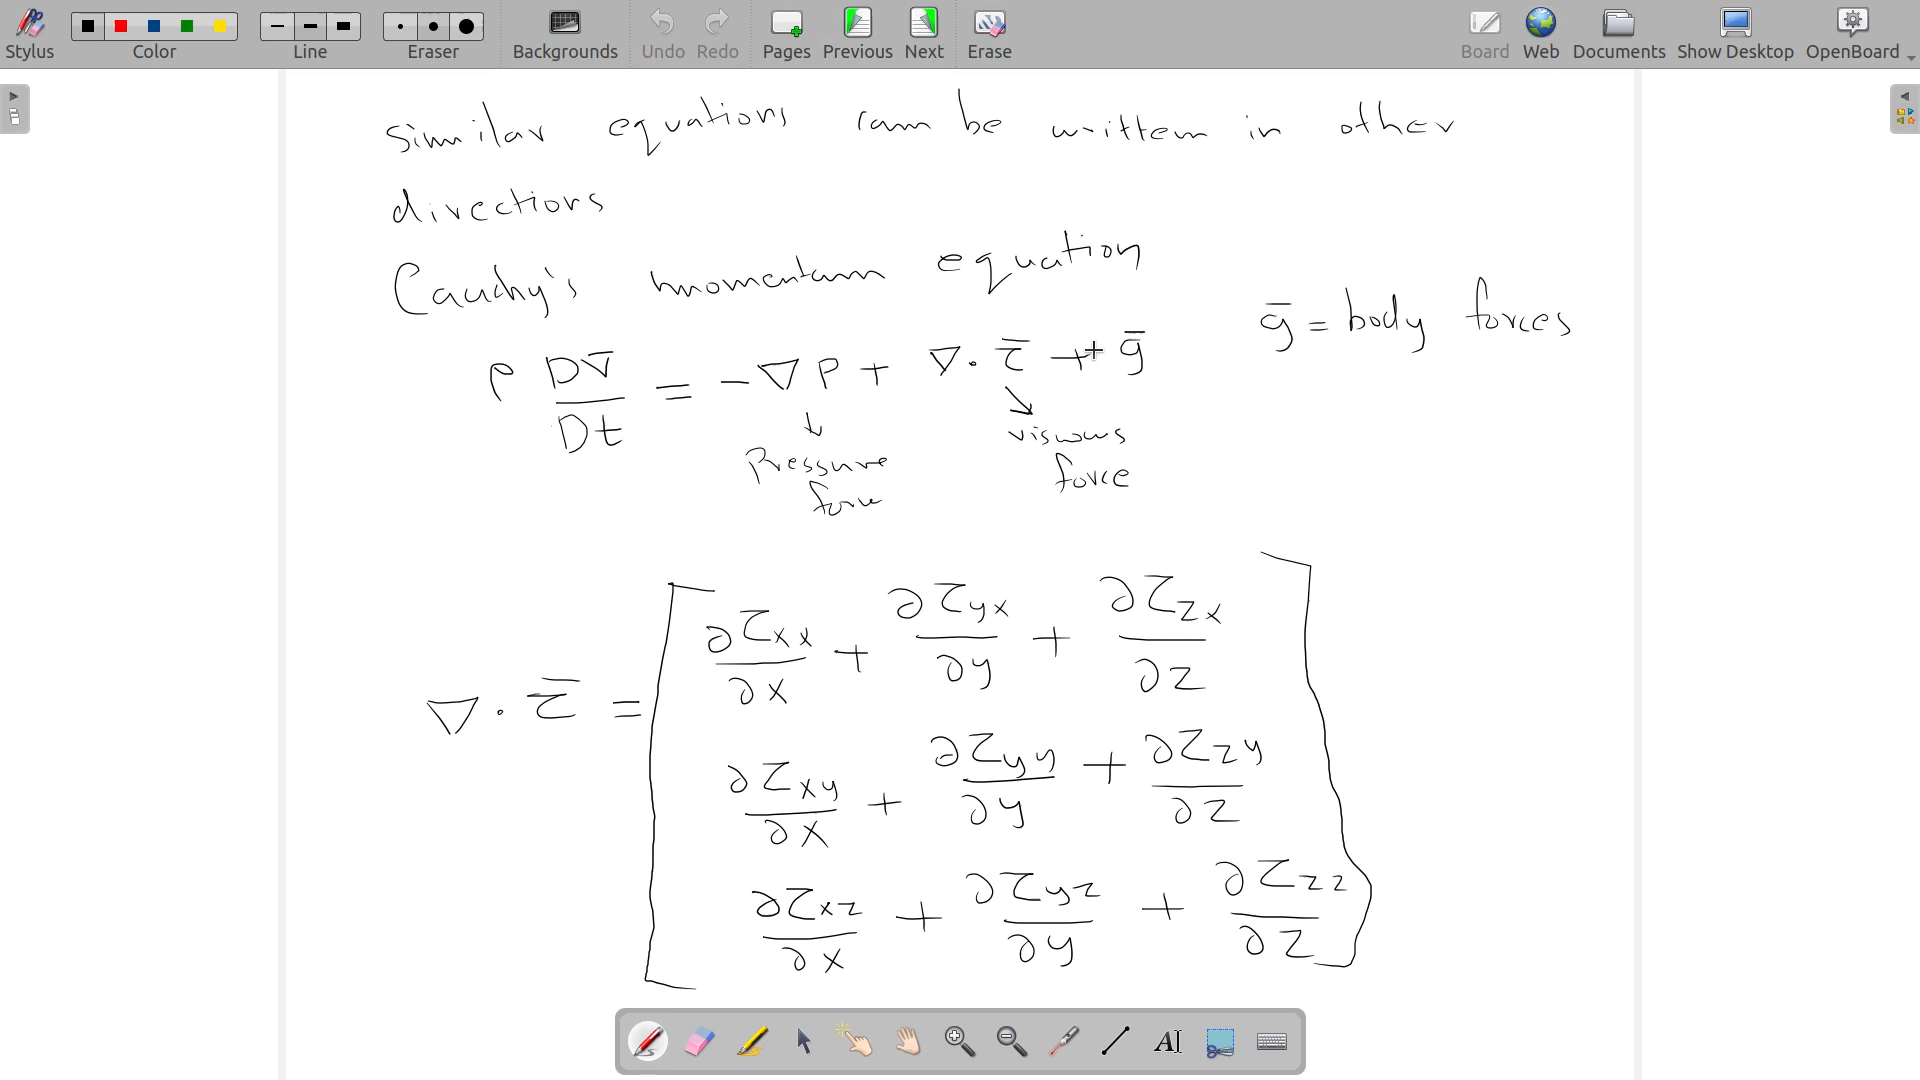 Stylus Color Line Eraser Backgrounds Undo Redo Pages Previous Next Erase Board Web Documents Show Desktop OpenBoard
similar equations can be written in other
directions
Cauchy's momentum equation
ḡ = body forces
ρ Dv̄/Dt = -∇P + ∇·τ̄ + ḡ
Pressure force
viscous force
∇·τ̄ = [
∂τxx/∂x + ∂τyx/∂y + ∂τzx/∂z
∂τxy/∂x + ∂τyy/∂y + ∂τzy/∂z
∂τxz/∂x + ∂τyz/∂y + ∂τzz/∂z ]